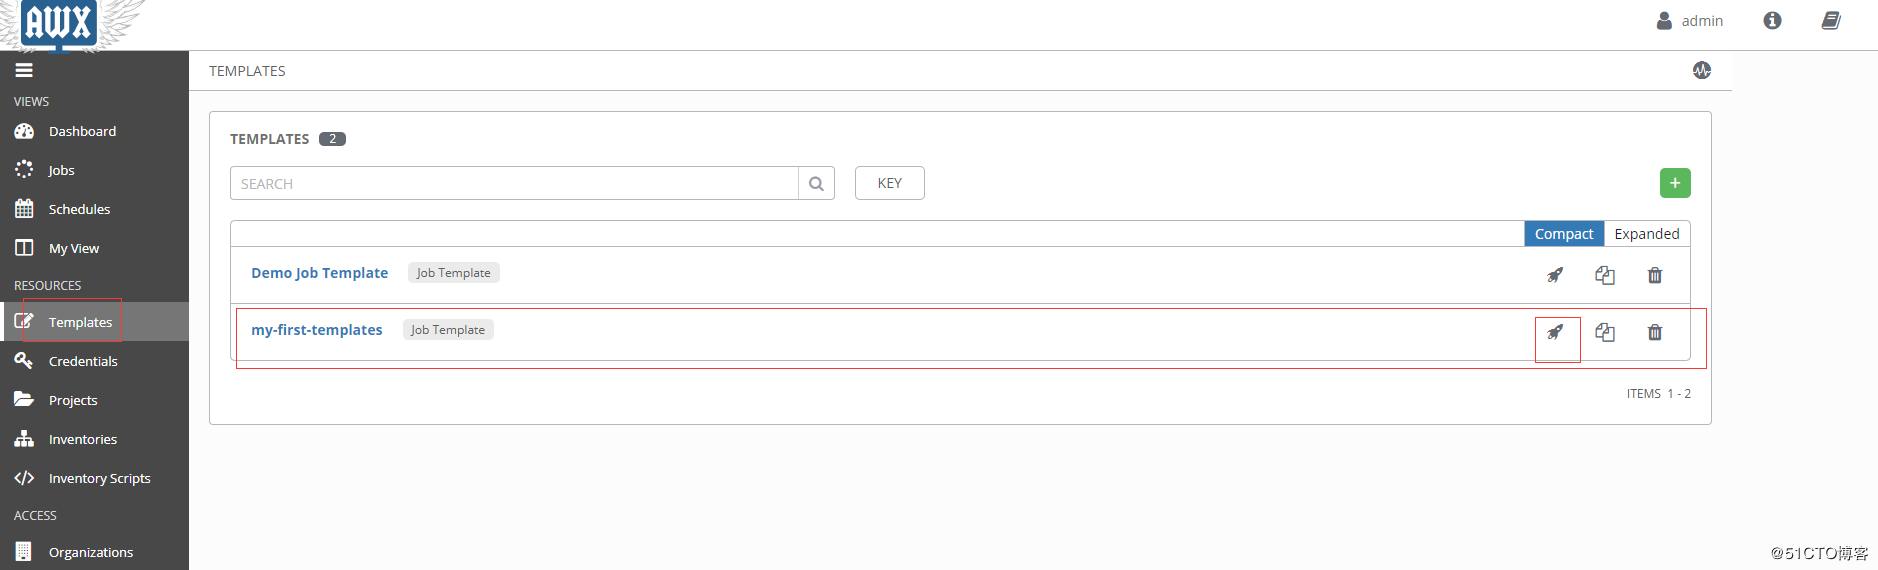 AWX
admin
VIEWS
Dashboard
Jobs
Schedules
My View
RESOURCES
Templates
Credentials
Projects
Inventories
Inventory Scripts
ACCESS
Organizations
TEMPLATES
TEMPLATES 2
SEARCH
KEY
+
Compact Expanded
Demo Job Template Job Template
my-first-templates Job Template
ITEMS 1 - 2
@51CTO博客